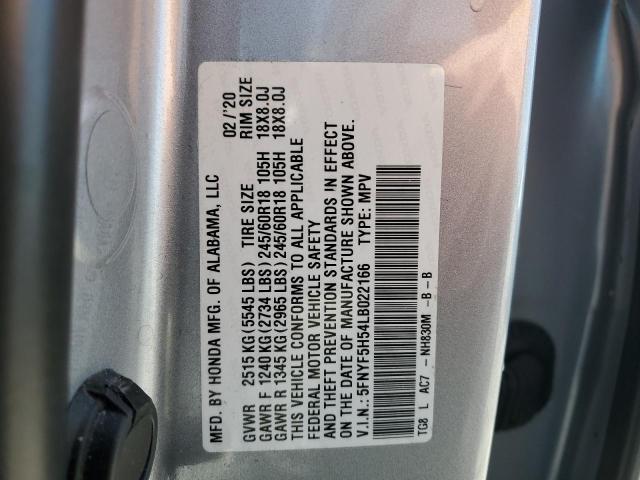 MFD. BY HONDA MFG. OF ALABAMA, LLC 02/'20
GVWR 2515 KG (5545 LBS) TIRE SIZE RIM SIZE
GAWR F 1240 KG (2734 LBS) 245/60R18 105H 18X8.0J
GAWR R 1345 KG (2965 LBS) 245/60R18 105H 18X8.0J
THIS VEHICLE CONFORMS TO ALL APPLICABLE
FEDERAL MOTOR VEHICLE SAFETY
AND THEFT PREVENTION STANDARDS IN EFFECT
ON THE DATE OF MANUFACTURE SHOWN ABOVE.
V.I.N.: 5FNYF5H54LB022166 TYPE: MPV
TG8 L AC7 - NH830M -B -B